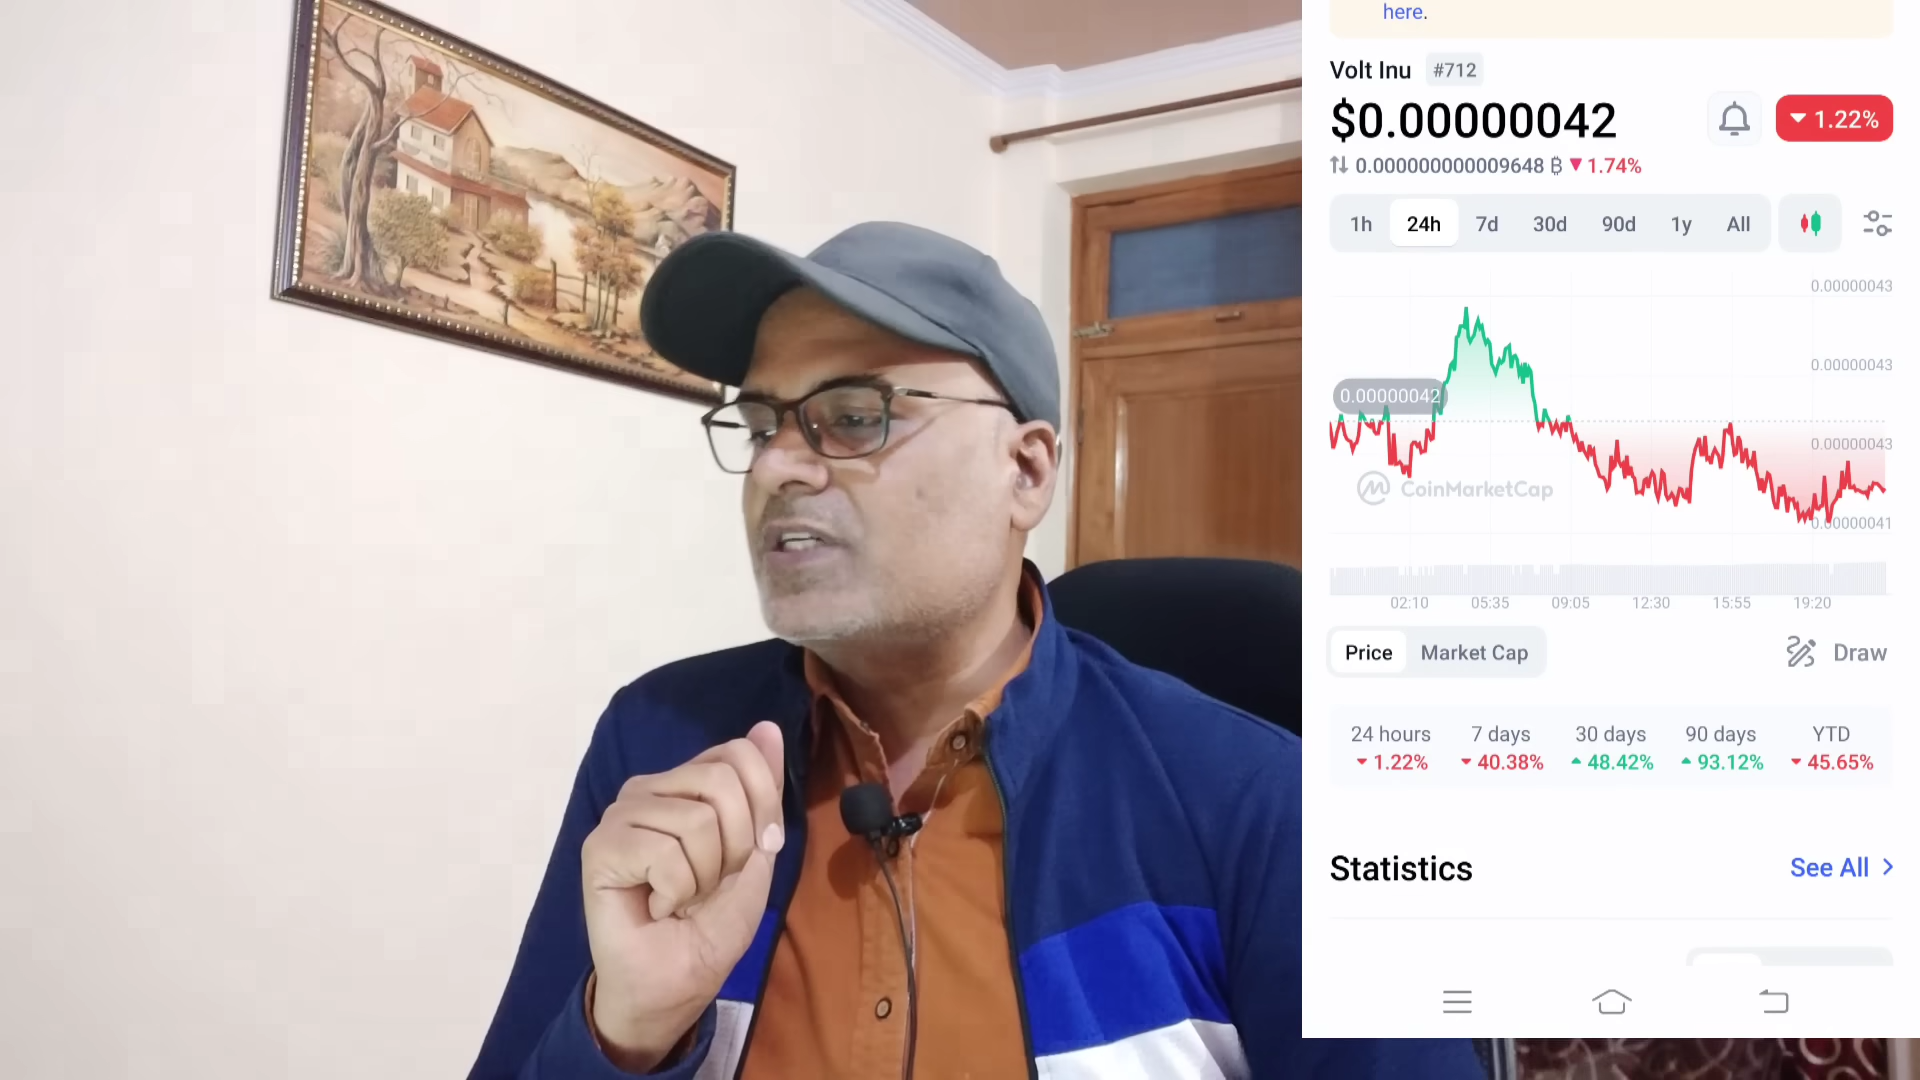 here.
Volt Inu #712
$0.00000042
1.22%
0.000000000009648 ₿ 1.74%
1h 24h 7d 30d 90d 1y All
0.00000043
0.00000043
0.00000042
0.00000043
CoinMarketCap
0.00000041
02:10 05:35 09:05 12:30 15:55 19:20
Price Market Cap Draw
24 hours 7 days 30 days 90 days YTD
1.22% 40.38% 48.42% 93.12% 45.65%
Statistics See All